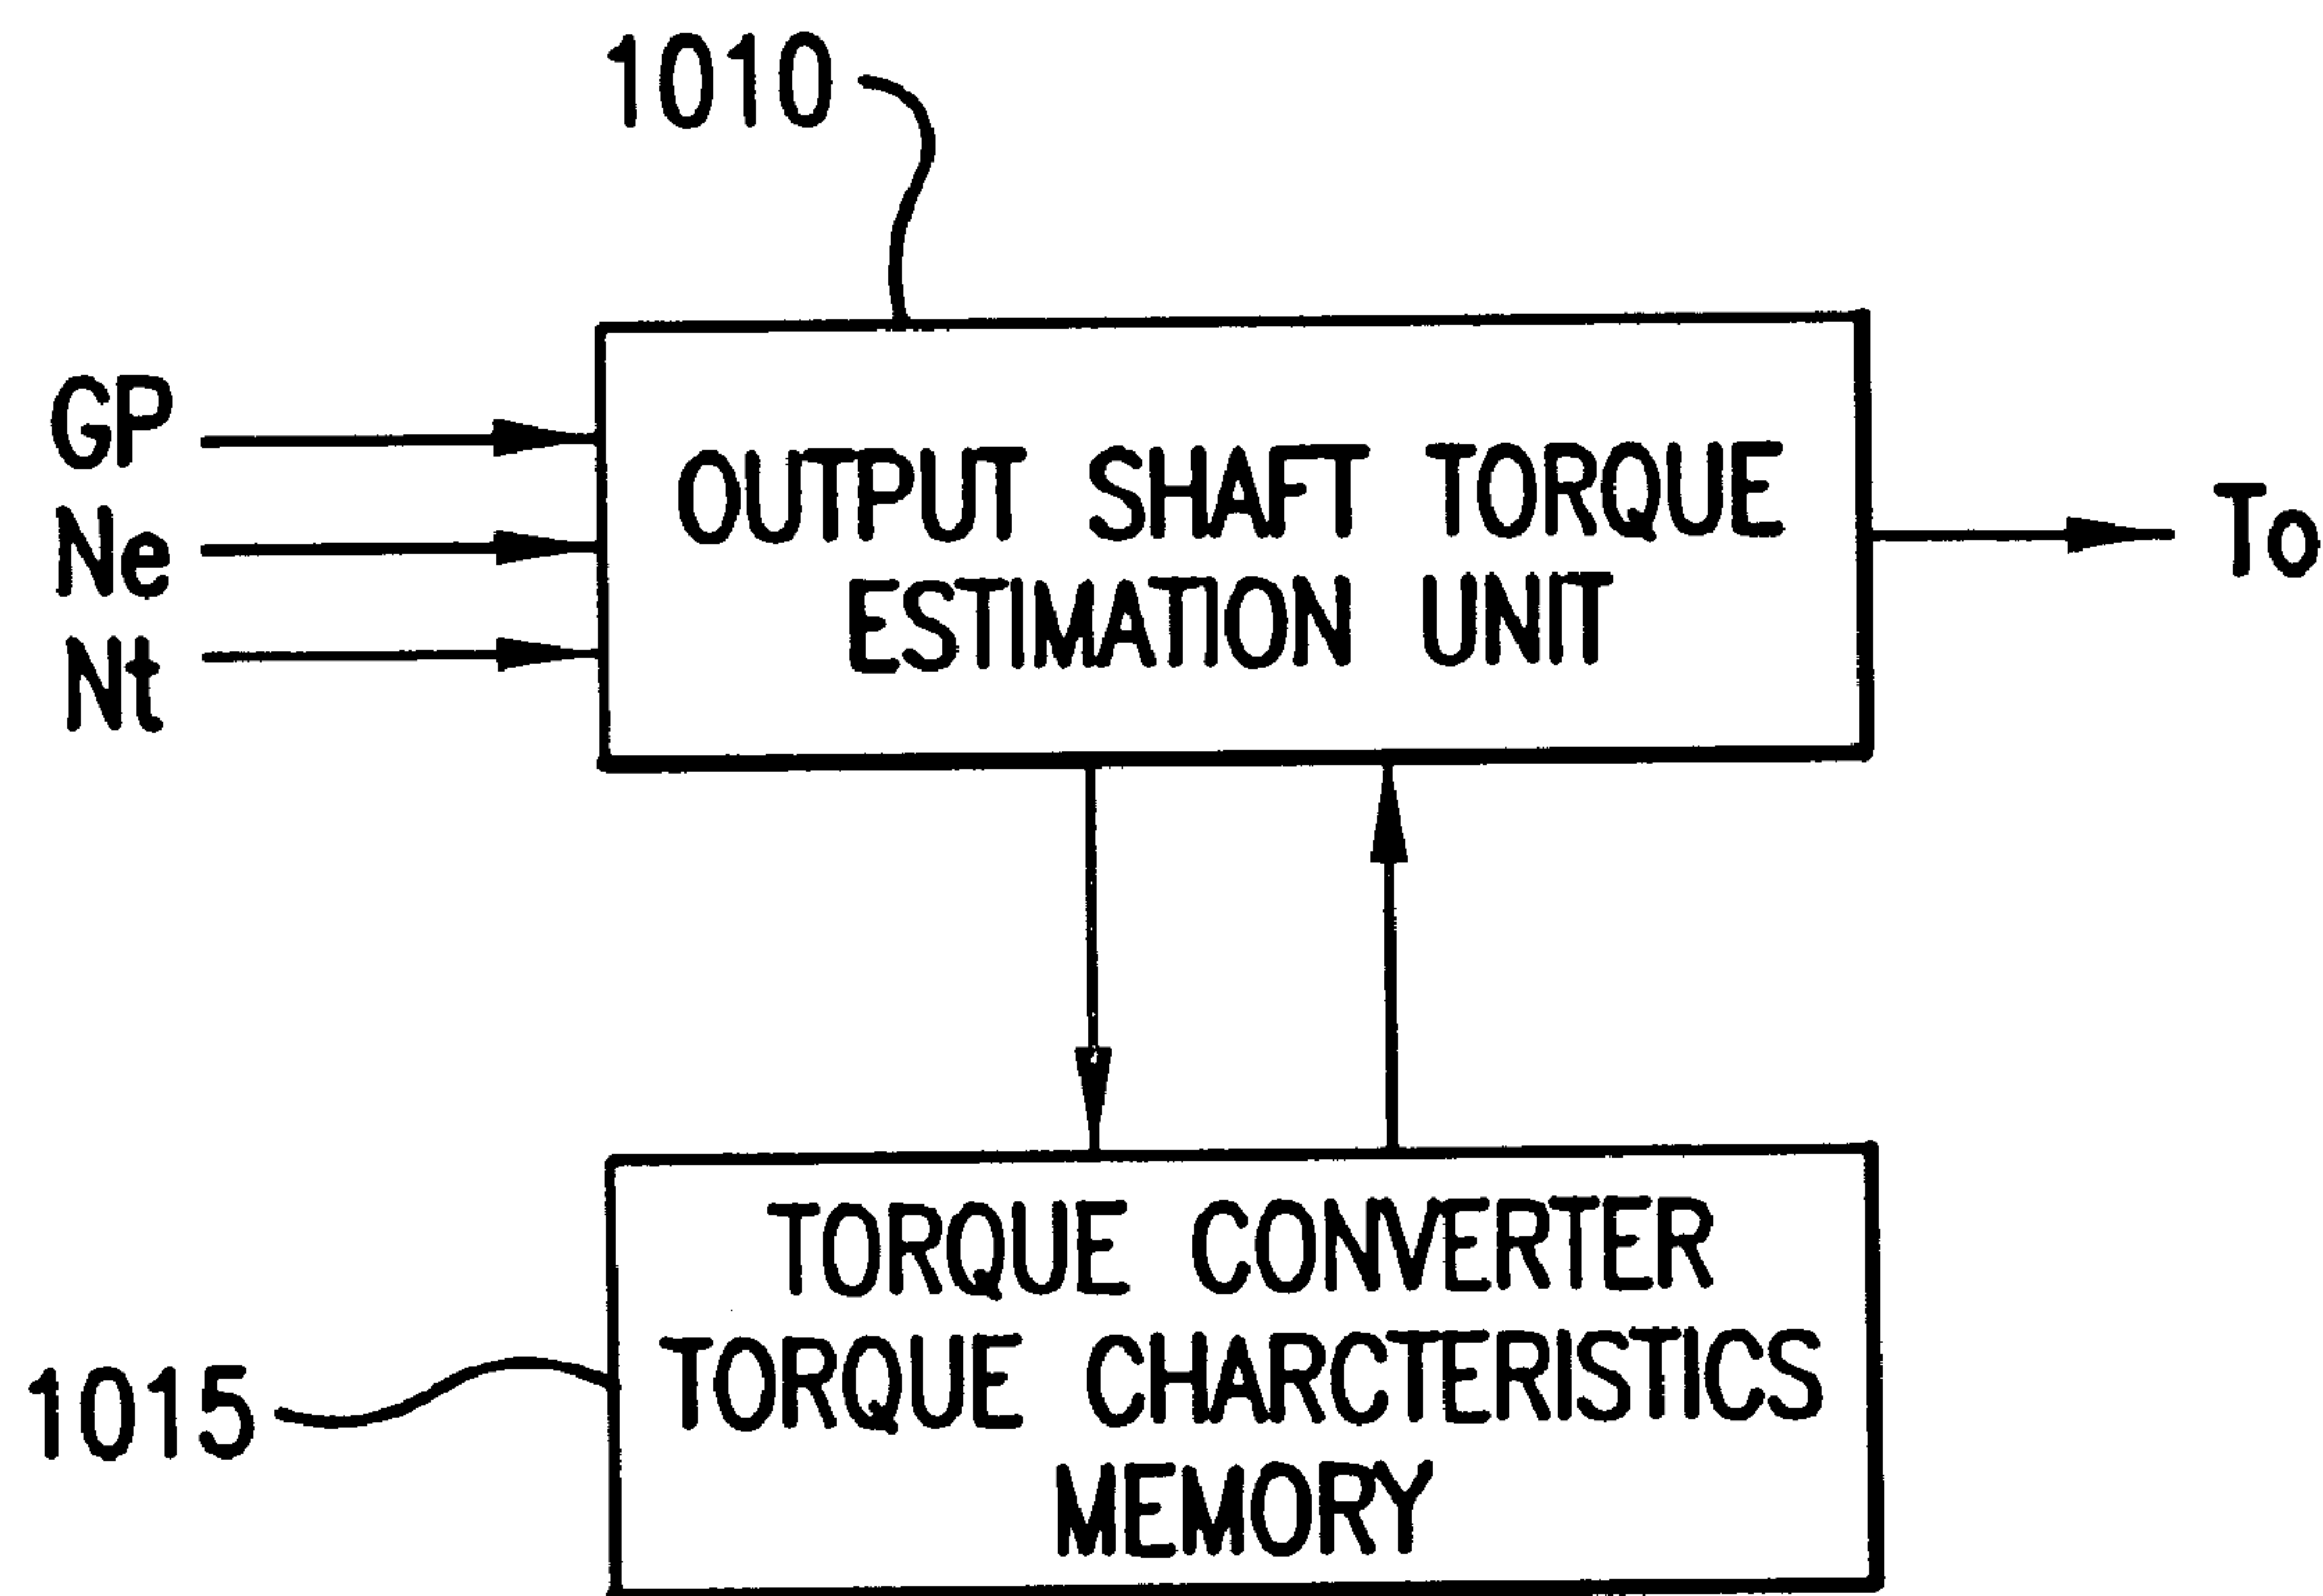 1010
GP
Ne
Nt
OUTPUT SHAFT TORQUE
ESTIMATION UNIT
To
TORQUE CONVERTER
TORQUE CHARCTERISTICS
MEMORY
1015